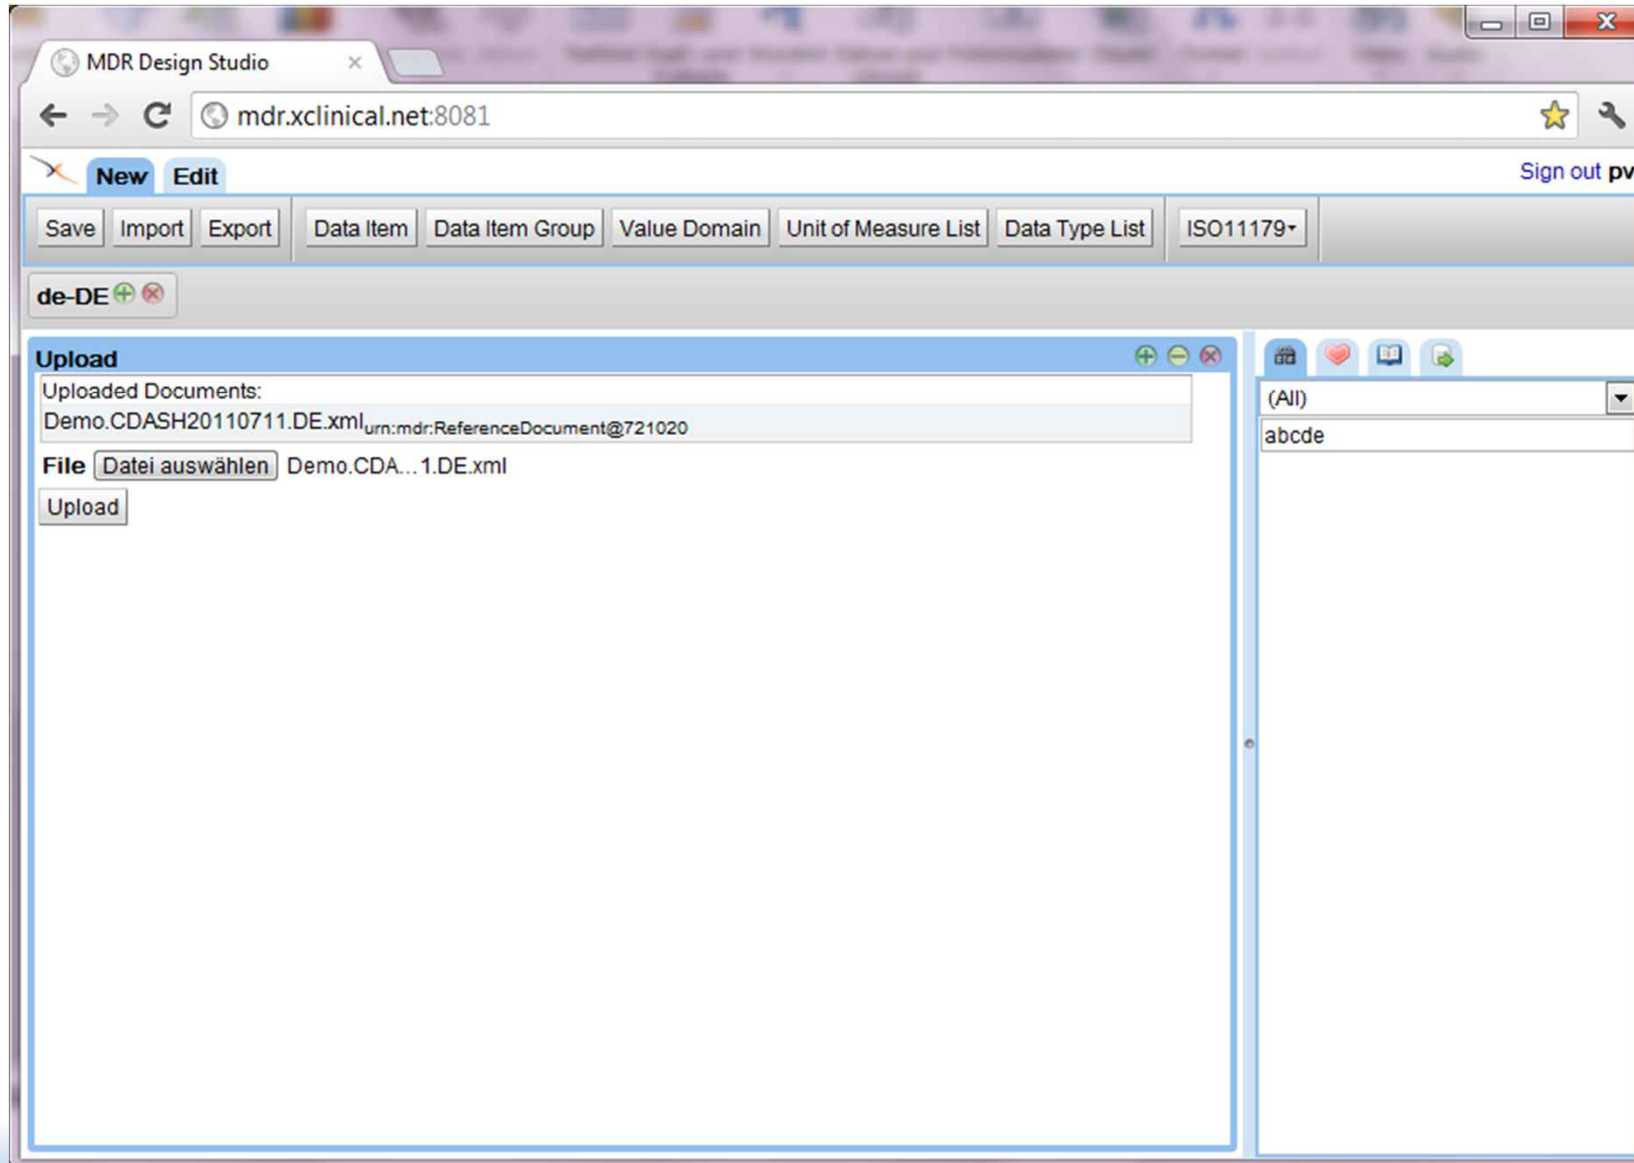 MDR Design Studio
mdr.xclinical.net:8081
New Edit Sign out pv
Save Import Export Data Item Data Item Group Value Domain Unit of Measure List Data Type List ISO11179
de-DE
Upload
(All)
Uploaded Documents:
Demo.CDASH20110711.DE.xml urn:mdr:ReferenceDocument@721020
abcde
File Datei auswählen Demo.CDA...1.DE.xml
Upload